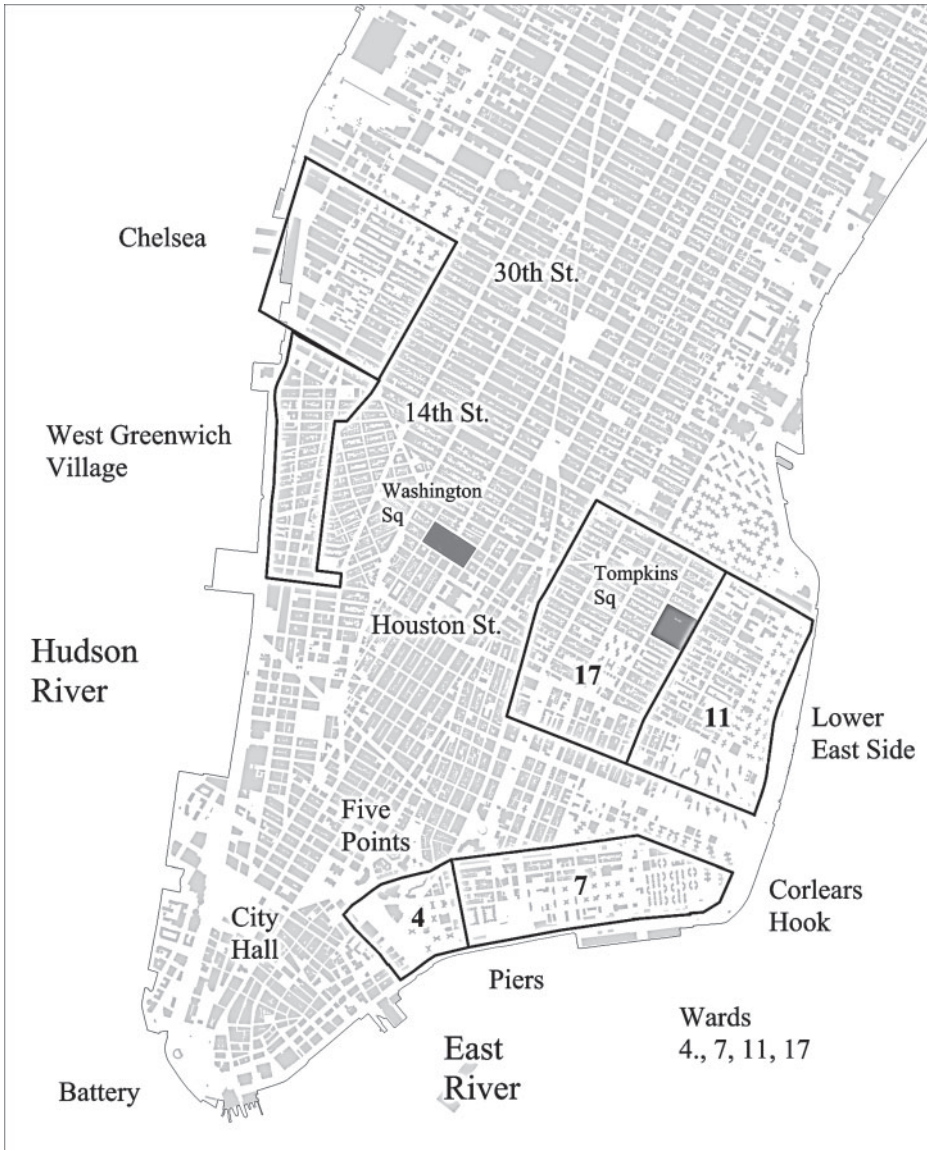 Chelsea
30th St.
14th St.
West Greenwich
Village
Washington
Sq
Tompkins
Sq
Houston St.
Hudson
River
17
11
Lower
East Side
Five
Points
7
4
Corlears
Hook
City
Hall
Piers
Wards
4., 7, 11, 17
East
River
Battery